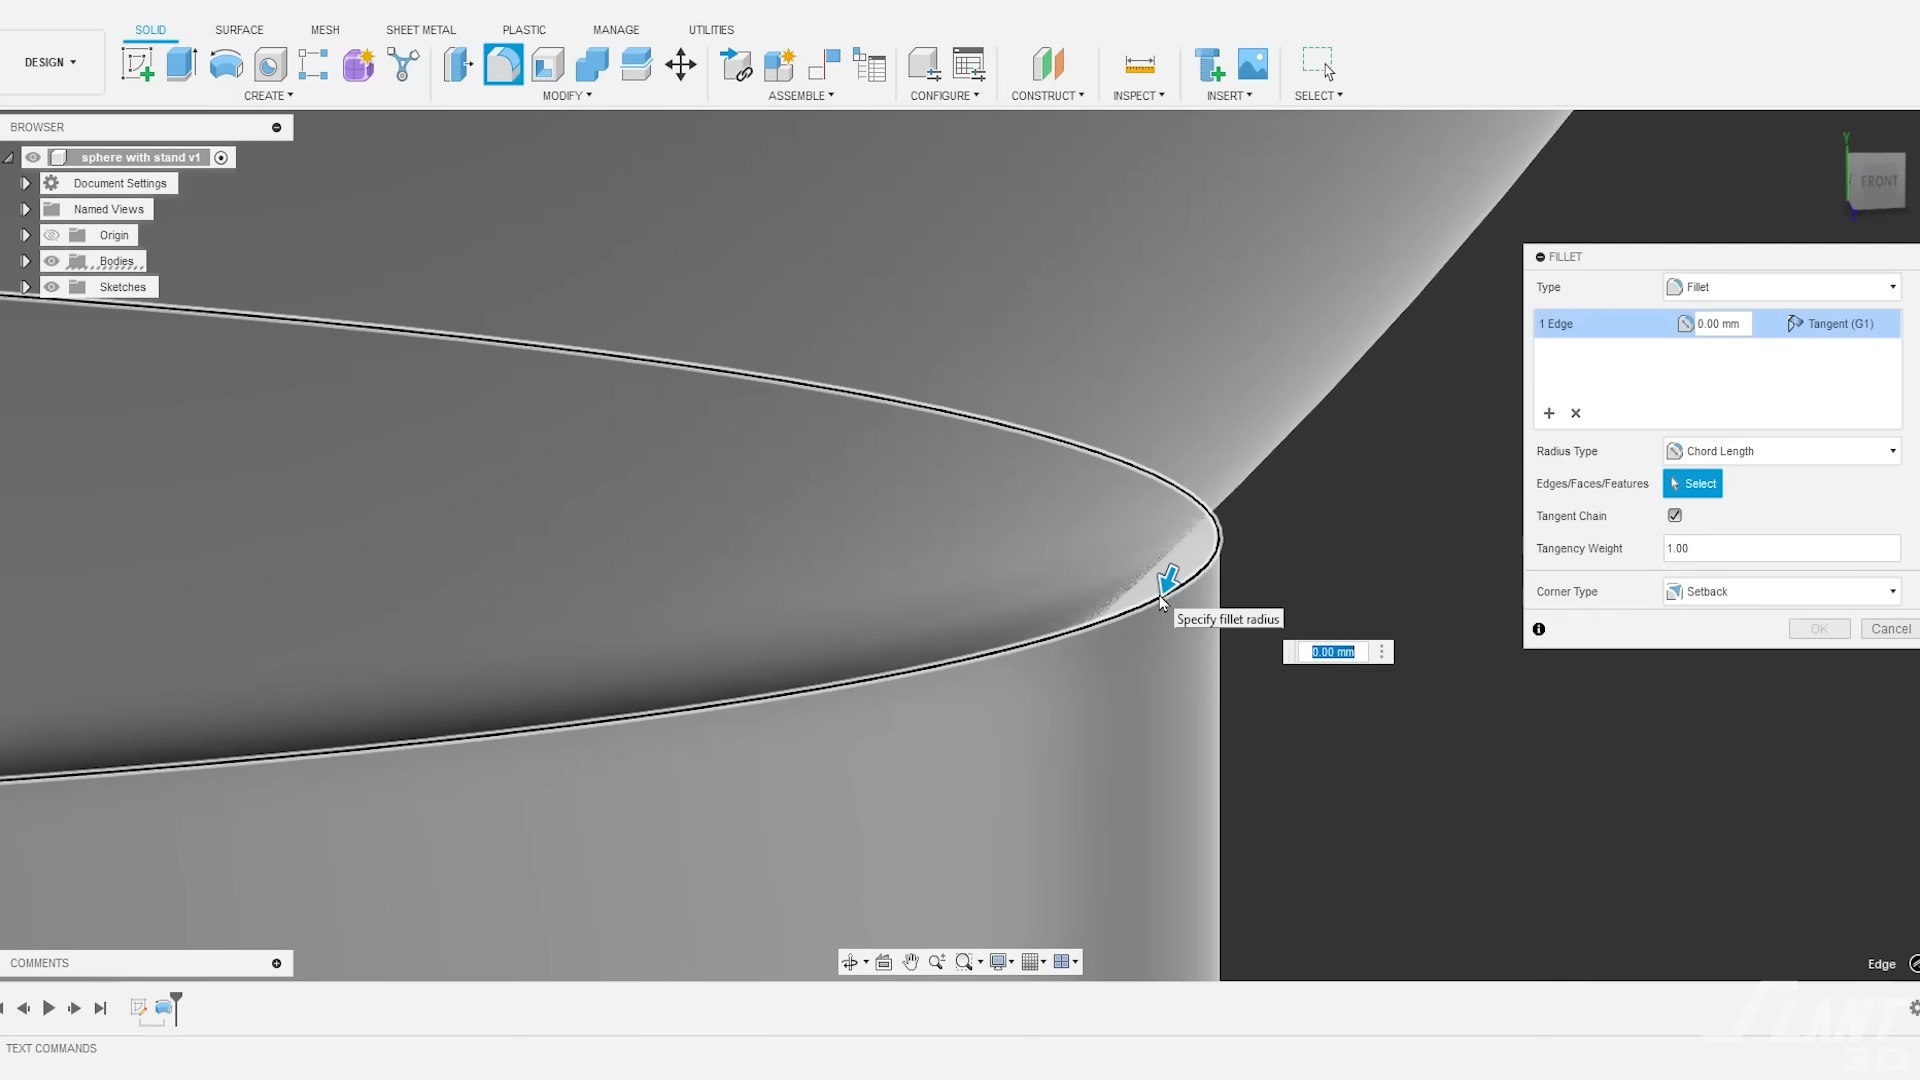 SOLID SURFACE MESH SHEET METAL PLASTIC MANAGE UTILITIES
DESIGN
CREATE MODIFY ASSEMBLE CONFIGURE CONSTRUCT INSPECT INSERT SELECT
BROWSER
sphere with stand v1
Document Settings
Named Views
Origin
Bodies
Sketches
FRONT
Y
FILLET
Type Fillet
1 Edge 0.00 mm Tangent (G1)
Radius Type Chord Length
Edges/Faces/Features Select
Tangent Chain
Tangency Weight 1.00
Corner Type Setback
OK Cancel
Specify fillet radius
0.00 mm
COMMENTS
Edge
TEXT COMMANDS
SLANT
3D